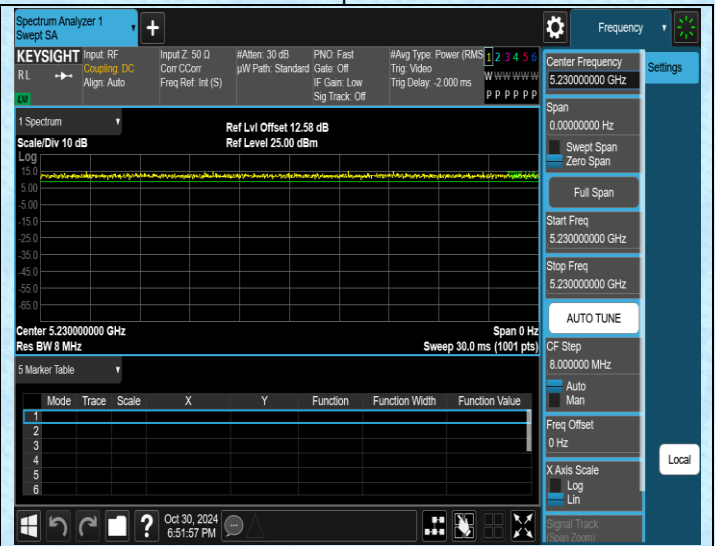 Spectrum Analyzer 1
Swept SA
Frequency
KEYSIGHT
RL
LXI
Input: RF
Coupling: DC
Align: Auto
Input Z: 50 Ω
Corr CCorr
Freq Ref: Int (S)
#Atten: 30 dB
µW Path: Standard
PNO: Fast
Gate: Off
IF Gain: Low
Sig Track: Off
#Avg Type: Power (RMS
Trig: Video
Trig Delay: -2.000 ms
1 2 3 4 5 6
W W W W W W
P P P P P P
Center Frequency
5.230000000 GHz
Settings
Span
0.00000000 Hz
Swept Span
Zero Span
Full Span
Start Freq
5.230000000 GHz
Stop Freq
5.230000000 GHz
AUTO TUNE
CF Step
8.000000 MHz
Auto
Man
Freq Offset
0 Hz
X Axis Scale
Log
Lin
Signal Track
(Span Zoom)
Local
1 Spectrum
Scale/Div 10 dB
Ref Lvl Offset 12.58 dB
Ref Level 25.00 dBm
Log
15.0
5.00
-5.00
-15.0
-25.0
-35.0
-45.0
-55.0
-65.0
Center 5.230000000 GHz
Res BW 8 MHz
Span 0 Hz
Sweep 30.0 ms (1001 pts)
5 Marker Table
Mode Trace Scale X Y Function Function Width Function Value
1
2
3
4
5
6
?
Oct 30, 2024
6:51:57 PM